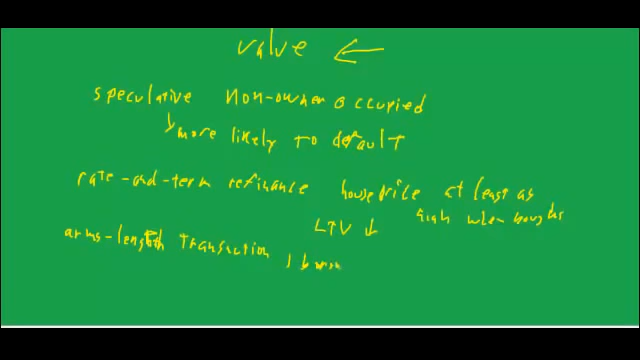 value ←
speculative non-owner occupied
↳ more likely to default
rate-and-term refinance house price at least as
high when bought
LTV ↓
arms-length transaction